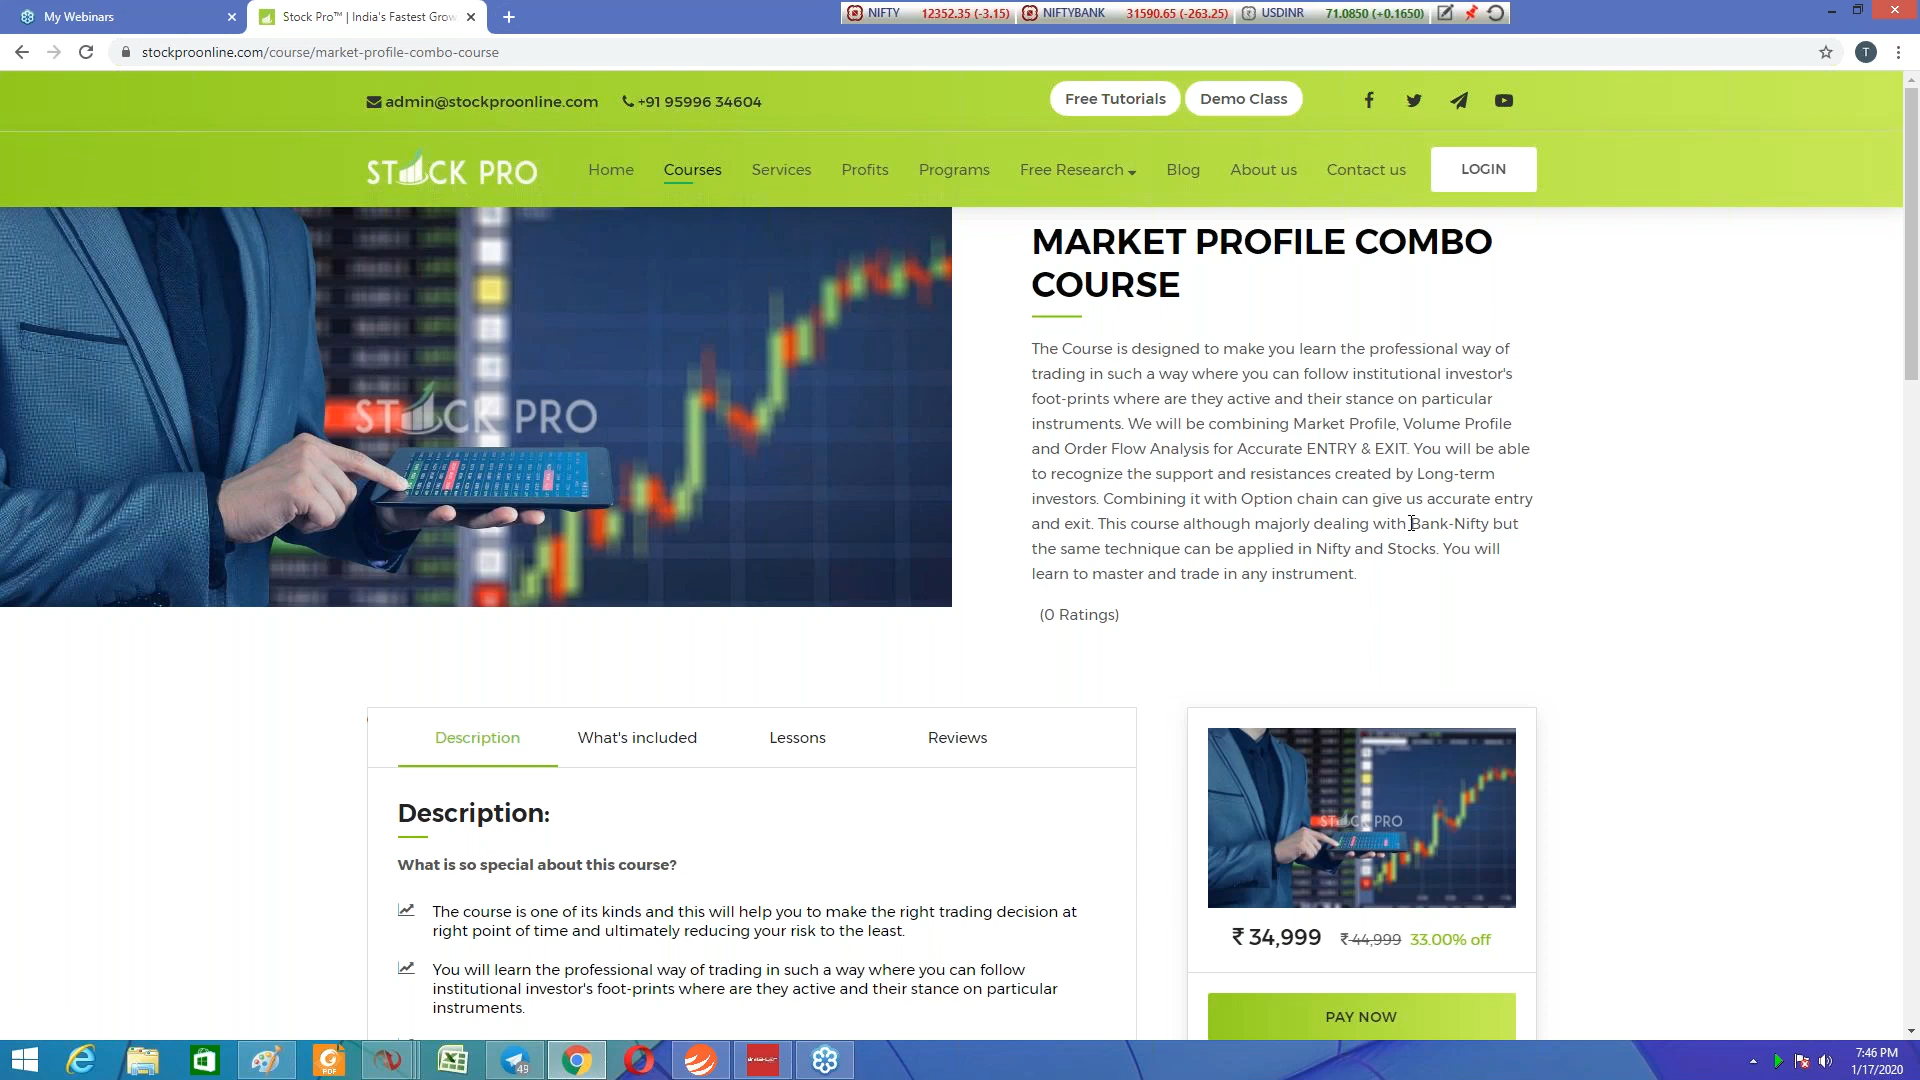 My Webinars
Stock Pro™ | India's Fastest Grow
NIFTY 12352.35 (-3.15)
NIFTYBANK 31590.65 (-263.25)
USDINR 71.0850 (+0.1650)
stockproonline.com/course/market-profile-combo-course
T
admin@stockproonline.com
+91 95996 34604
Free Tutorials
Demo Class
STOCK PRO
Home
Courses
Services
Profits
Programs
Free Research
Blog
About us
Contact us
LOGIN
STOCK PRO
MARKET PROFILE COMBO
COURSE
The Course is designed to make you learn the professional way of
trading in such a way where you can follow institutional investor's
foot-prints where are they active and their stance on particular
instruments. We will be combining Market Profile, Volume Profile
and Order Flow Analysis for Accurate ENTRY & EXIT. You will be able
to recognize the support and resistances created by Long-term
investors. Combining it with Option chain can give us accurate entry
and exit. This course although majorly dealing with Bank-Nifty but
the same technique can be applied in Nifty and Stocks. You will
learn to master and trade in any instrument.
(0 Ratings)
Description
What's included
Lessons
Reviews
Description:
What is so special about this course?
The course is one of its kinds and this will help you to make the right trading decision at
right point of time and ultimately reducing your risk to the least.
You will learn the professional way of trading in such a way where you can follow
institutional investor's foot-prints where are they active and their stance on particular
instruments.
STOCK PRO
₹ 34,999 ₹ 44,999 33.00% off
PAY NOW
PDF
49
7:46 PM
1/17/2020